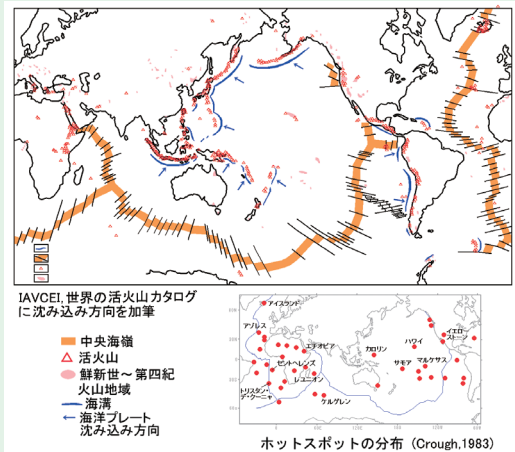 IAVCEI,世界の活火山カタログ
に沈み込み方向を加筆
中央海嶺
活火山
鮮新世～第四紀
火山地域
海溝
海洋プレート
沈み込み方向
アイスランド
アゾレス
エチオピア
セントヘレンズ
レユニオン
トリスタン・
デ・クーニャ
ケルゲレン
カロリン
ハワイ
イエロ
ストーン
サモア
マルケサス
ホットスポットの分布 (Crough,1983)